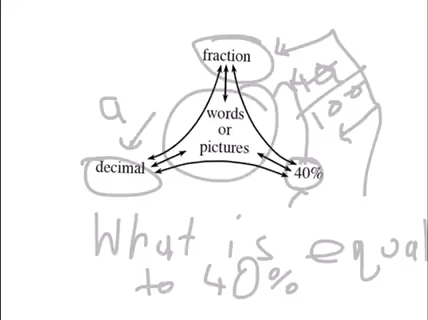 fraction
40
100
a
words
or
pictures
decimal
40%
What is equal
to 40%